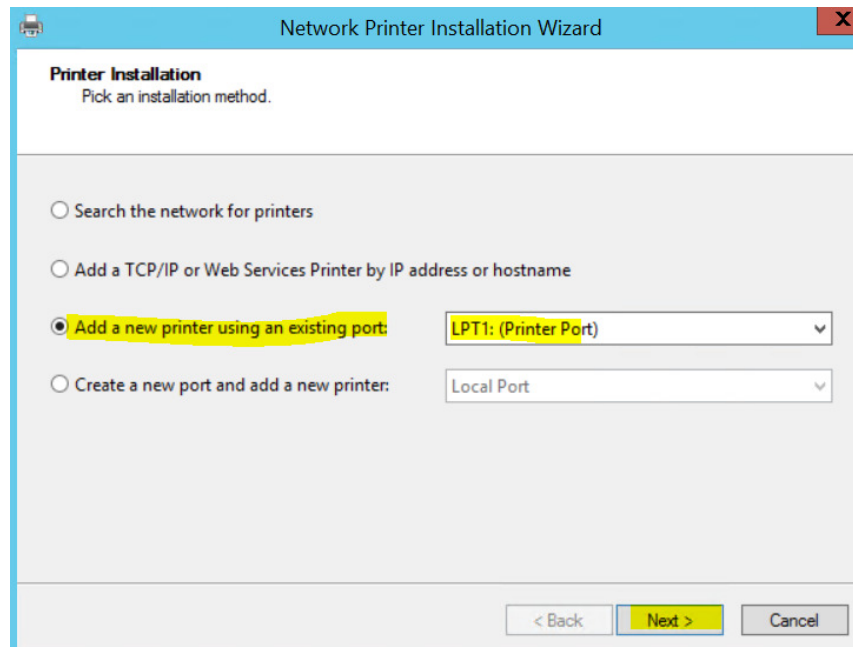 Network Printer Installation Wizard
X
Printer Installation
Pick an installation method.
Search the network for printers
Add a TCP/IP or Web Services Printer by IP address or hostname
Add a new printer using an existing port:
LPT1: (Printer Port)
Create a new port and add a new printer:
Local Port
< Back
Next >
Cancel